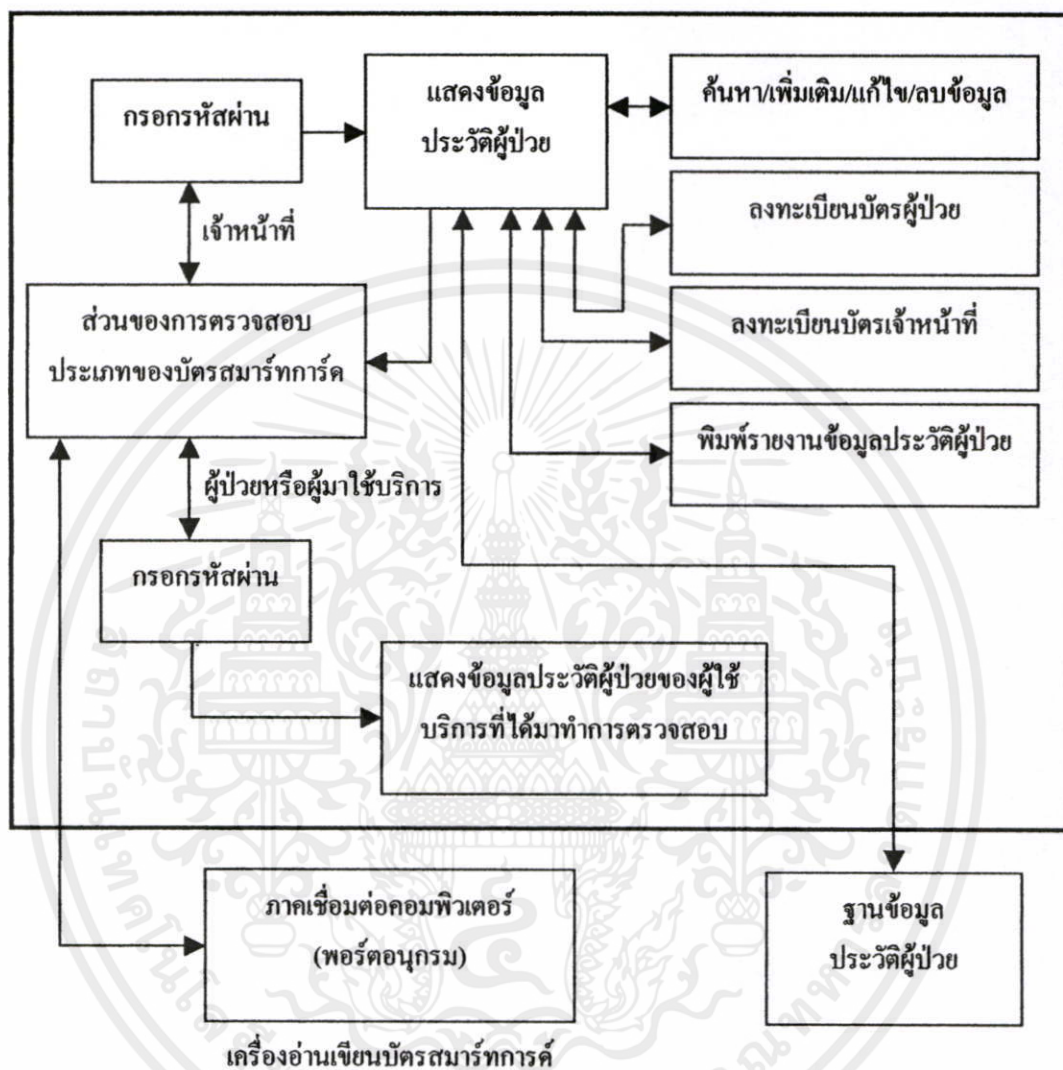 กรอกรหัสผ่าน
แสดงข้อมูล
ประวัติผู้ป่วย
ค้นหา/เพิ่มเติม/แก้ไข/ลบข้อมูล
ลงทะเบียนบัตรผู้ป่วย
เจ้าหน้าที่
ส่วนของการตรวจสอบ
ประเภทของบัตรสมาร์ทการ์ด
ลงทะเบียนบัตรเจ้าหน้าที่
พิมพ์รายงานข้อมูลประวัติผู้ป่วย
ผู้ป่วยหรือผู้มาใช้บริการ
กรอกรหัสผ่าน
แสดงข้อมูลประวัติผู้ป่วยของผู้ใช้
บริการที่ได้มาทำการตรวจสอบ
ภาคเชื่อมต่อคอมพิวเตอร์
(พอร์ตอนุกรม)
ฐานข้อมูล
ประวัติผู้ป่วย
เครื่องอ่านเขียนบัตรสมาร์ทการค์